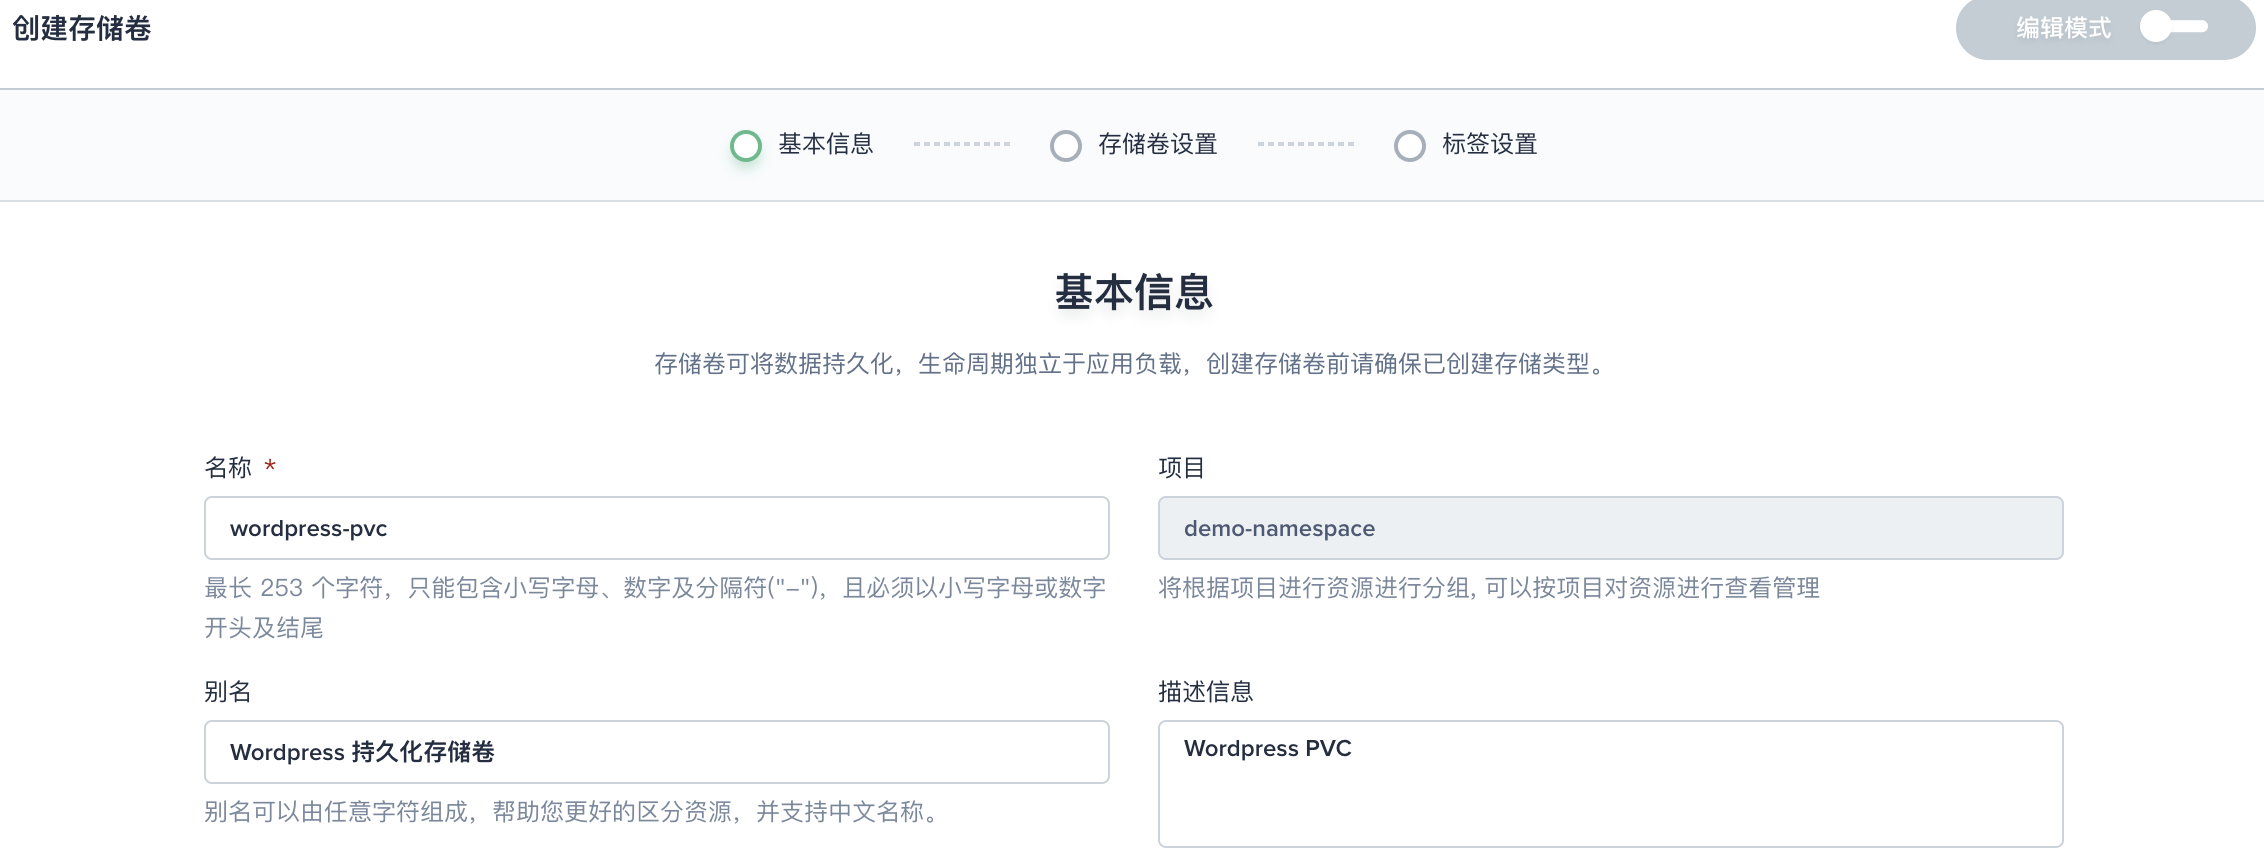 创建存储卷
编辑模式
基本信息
存储卷设置
标签设置
基本信息
存储卷可将数据持久化，生命周期独立于应用负载，创建存储卷前请确保已创建存储类型。
名称 *
wordpress-pvc
最长 253 个字符，只能包含小写字母、数字及分隔符("-")，且必须以小写字母或数字
开头及结尾
项目
demo-namespace
将根据项目进行资源进行分组, 可以按项目对资源进行查看管理
别名
Wordpress 持久化存储卷
别名可以由任意字符组成，帮助您更好的区分资源，并支持中文名称。
描述信息
Wordpress PVC